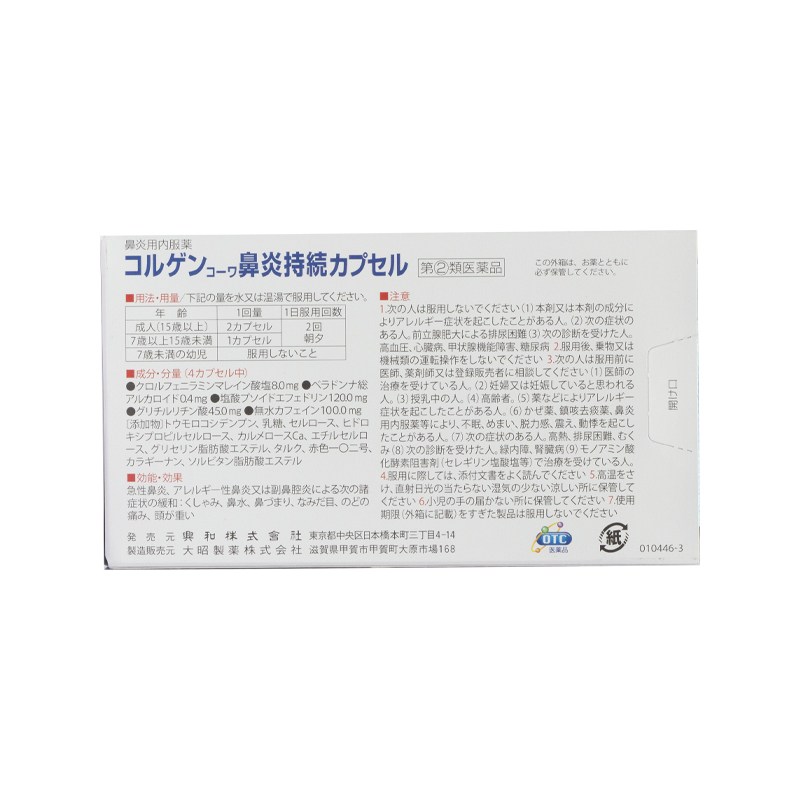 鼻炎用内服薬
コルゲンコーワ鼻炎持続カプセル 指②類医薬品
この外箱は、お薬とともに
必ず保管してください。
■用法・用量/下記の量を水又は温湯で服用してください。
年 齢 1回量 1日服用回数
成人(15歳以上) 2カプセル 2回
7歳以上15歳未満 1カプセル 朝夕
7歳未満の幼児 服用しないこと
■成分・分量(4カプセル中)
●クロルフェニラミンマレイン酸塩8.0mg ●ベラドンナ総
アルカロイド0.4mg ●塩酸プソイドエフェドリン120.0mg
●グリチルリチン酸45.0mg ●無水カフェイン100.0mg
[添加物]トウモロコシデンプン、乳糖、セルロース、ヒドロ
キシプロピルセルロース、カルメロースCa、エチルセルロ
ース、グリセリン脂肪酸エステル、タルク、赤色一〇二号、
カラギーナン、ソルビタン脂肪酸エステル
■効能・効果
急性鼻炎、アレルギー性鼻炎又は副鼻腔炎による次の諸
症状の緩和:くしゃみ、鼻水、鼻づまり、なみだ目、のどの
痛み、頭が重い
■注意
1.次の人は服用しないでください(1)本剤又は本剤の成分に
よりアレルギー症状を起こしたことがある人。(2)次の症状の
ある人。前立腺肥大による排尿困難(3)次の診断を受けた人。
高血圧、心臓病、甲状腺機能障害、糖尿病 2.服用後、乗物又は
機械類の運転操作をしないでください 3.次の人は服用前に
医師、薬剤師又は登録販売者に相談してください(1)医師の
治療を受けている人。(2)妊婦又は妊娠していると思われる
人。(3)授乳中の人。(4)高齢者。(5)薬などによりアレルギー
症状を起こしたことがある人。(6)かぜ薬、鎮咳去痰薬、鼻炎
用内服薬等により、不眠、めまい、脱力感、震え、動悸を起こし
たことがある人。(7)次の症状のある人。高熱、排尿困難、むく
み(8)次の診断を受けた人。緑内障、腎臓病(9)モノアミン酸
化酵素阻害剤(セレギリン塩酸塩等)で治療を受けている人。
4.服用に際しては、添付文書をよく読んでください 5.高温をさ
け、直射日光の当たらない湿気の少ない涼しい所に保管して
ください 6.小児の手の届かない所に保管してください 7.使用
期限(外箱に記載)をすぎた製品は服用しないでください
開け口
発 売 元 興和株式会社 東京都中央区日本橋本町三丁目4-14
製造販売元 大昭製薬株式会社 滋賀県甲賀市甲賀町大原市場168
OTC
医薬品
紙
010446-3